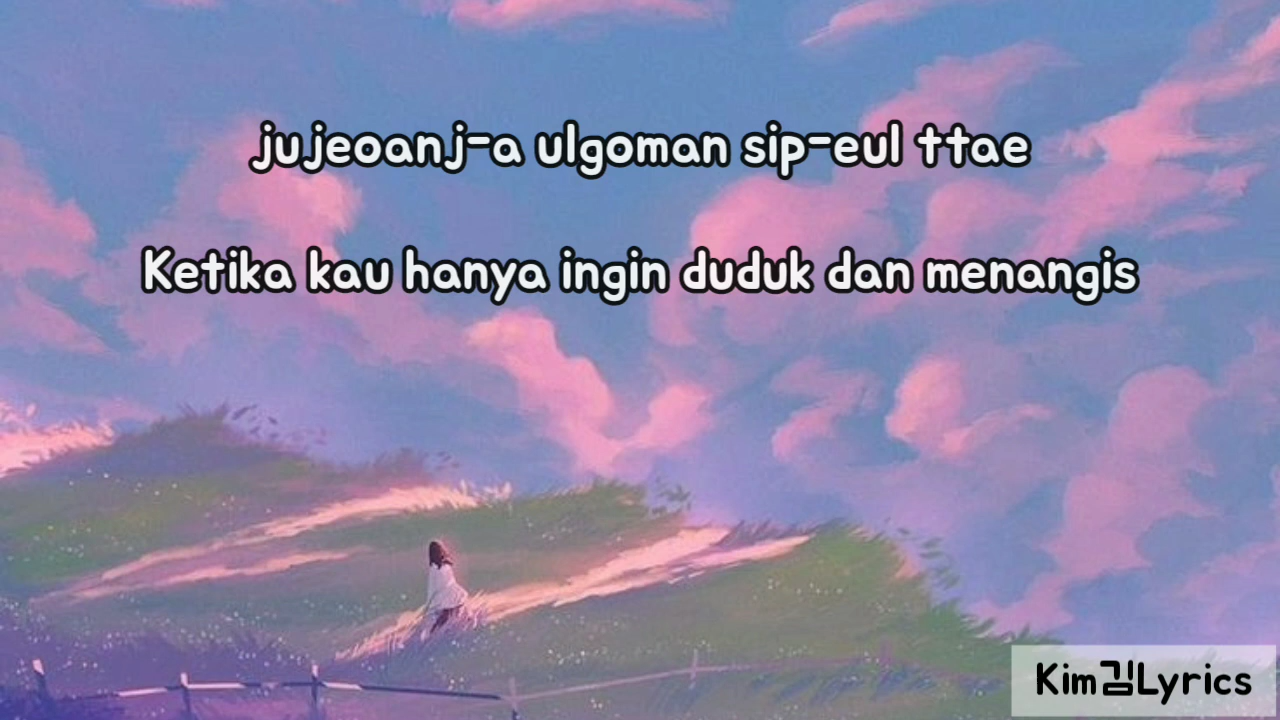 jujeoanj-a ulgoman sip-eul ttae
Ketika kau hanya ingin duduk dan menangis
Kim김Lyrics